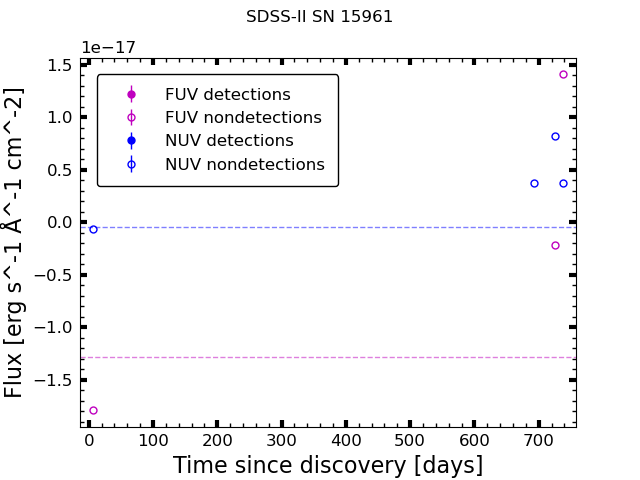 SDSS-II SN 15961
1e−17
1.5
1.0
0.5
0.0
−0.5
−1.0
−1.5
Flux [erg s^-1 Å^-1 cm^-2]
FUV detections
FUV nondetections
NUV detections
NUV nondetections
0 100 200 300 400 500 600 700
Time since discovery [days]